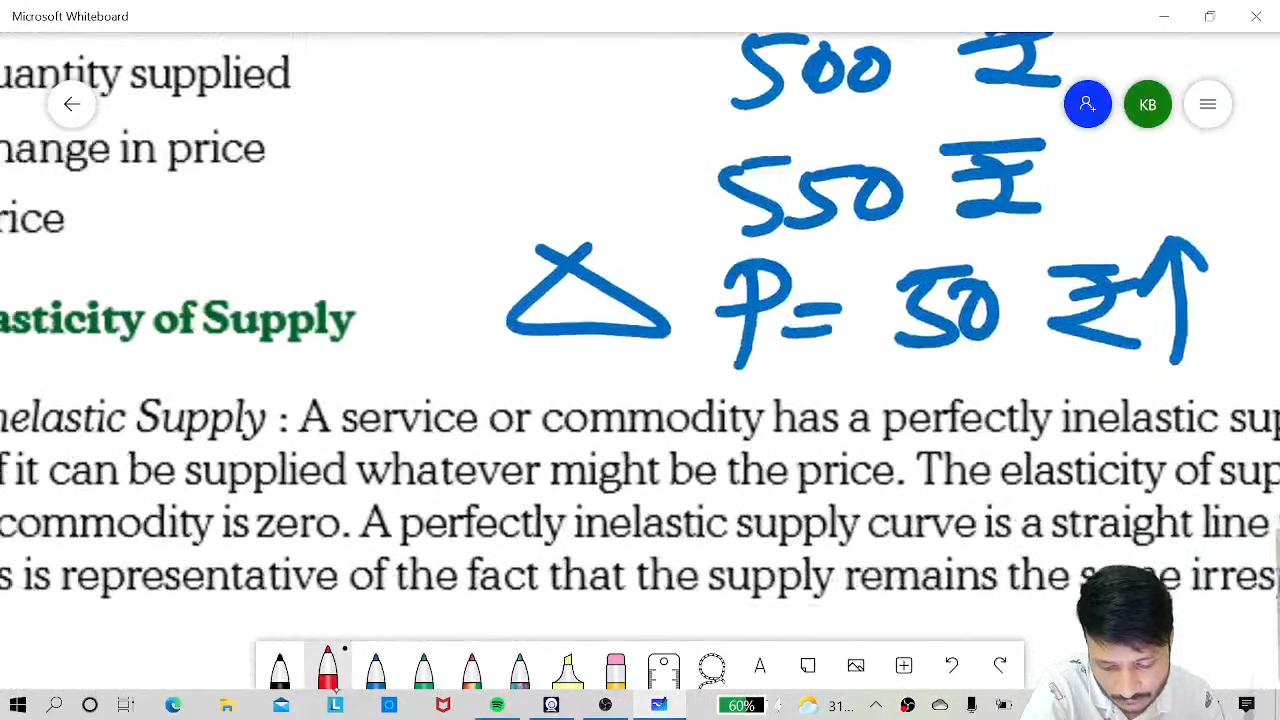 Microsoft Whiteboard
uantity supplied
500 ₹
KB
hange in price
550 ₹
rice
△ P = 50 ₹ ↑
asticity of Supply
nelastic Supply : A service or commodity has a perfectly inelastic sup
f it can be supplied whatever might be the price. The elasticity of sup
commodity is zero. A perfectly inelastic supply curve is a straight line
s is representative of the fact that the supply remains the same irres
A
60%
31...